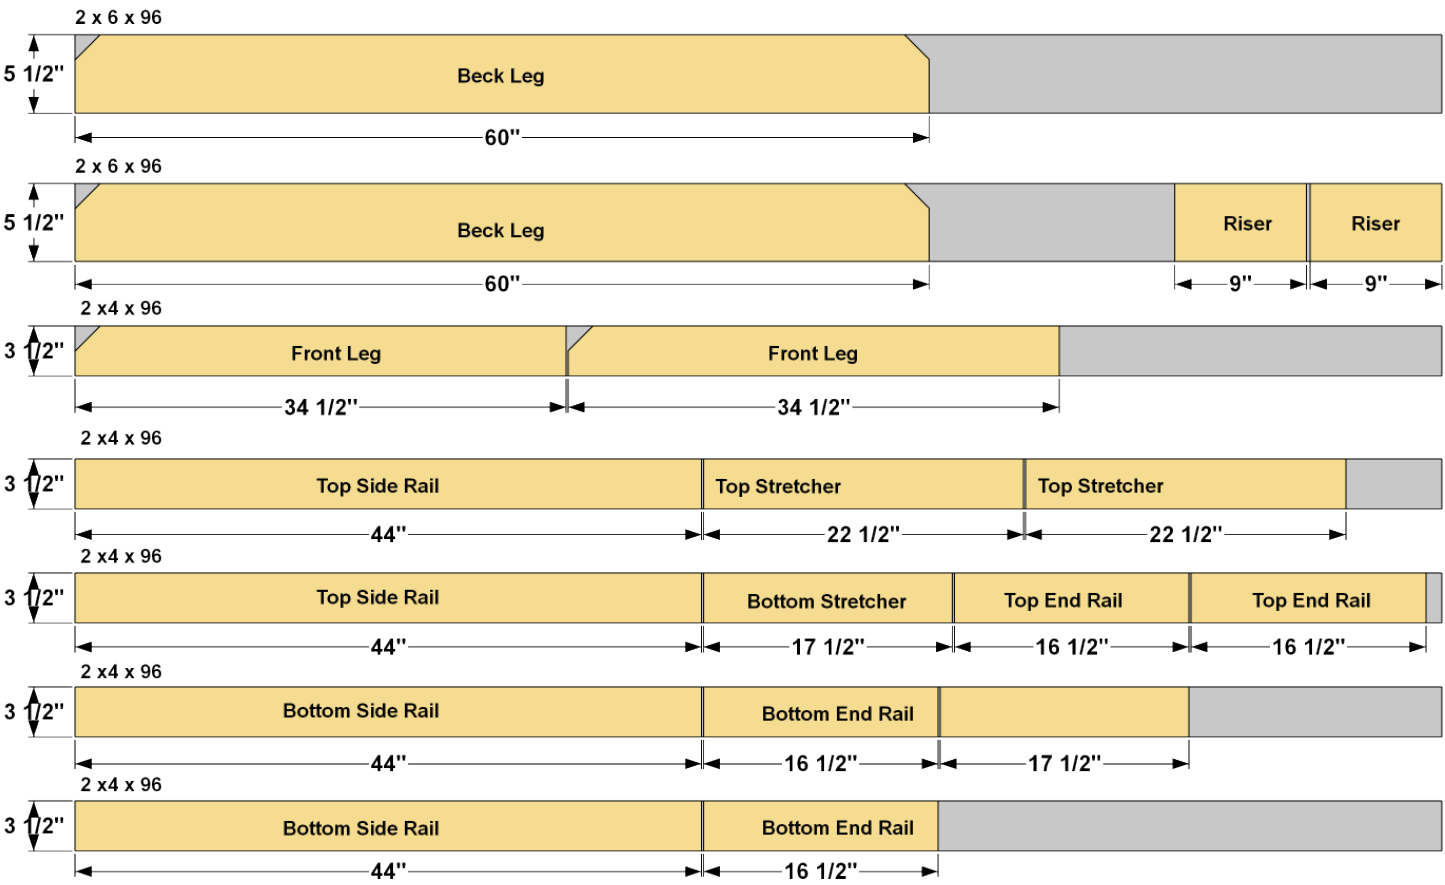 2 x 6 x 96
5 1/2"
Beck Leg
60"
2 x 6 x 96
5 1/2"
Beck Leg
Riser
Riser
60"
9"
9"
2 x4 x 96
3 1/2"
Front Leg
Front Leg
34 1/2"
34 1/2"
2 x4 x 96
3 1/2"
Top Side Rail
Top Stretcher
Top Stretcher
44"
22 1/2"
22 1/2"
2 x4 x 96
3 1/2"
Top Side Rail
Bottom Stretcher
Top End Rail
Top End Rail
44"
17 1/2"
16 1/2"
16 1/2"
2 x4 x 96
3 1/2"
Bottom Side Rail
Bottom End Rail
44"
16 1/2"
17 1/2"
2 x4 x 96
3 1/2"
Bottom Side Rail
Bottom End Rail
44"
16 1/2"